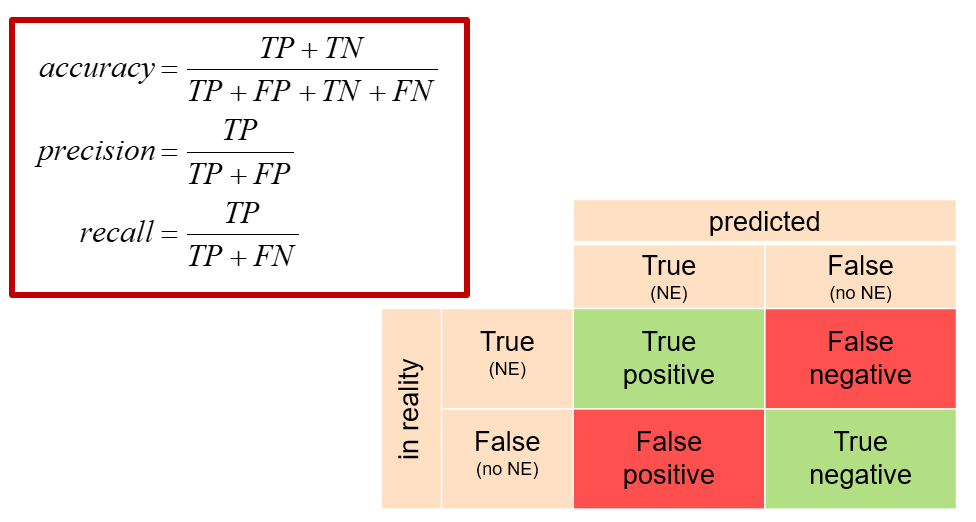 accuracy = (TP + TN) / (TP + FP + TN + FN)
precision = TP / (TP + FP)
recall = TP / (TP + FN)
predicted
True
(NE)
False
(no NE)
in reality
True
(NE)
True
positive
False
negative
False
(no NE)
False
positive
True
negative